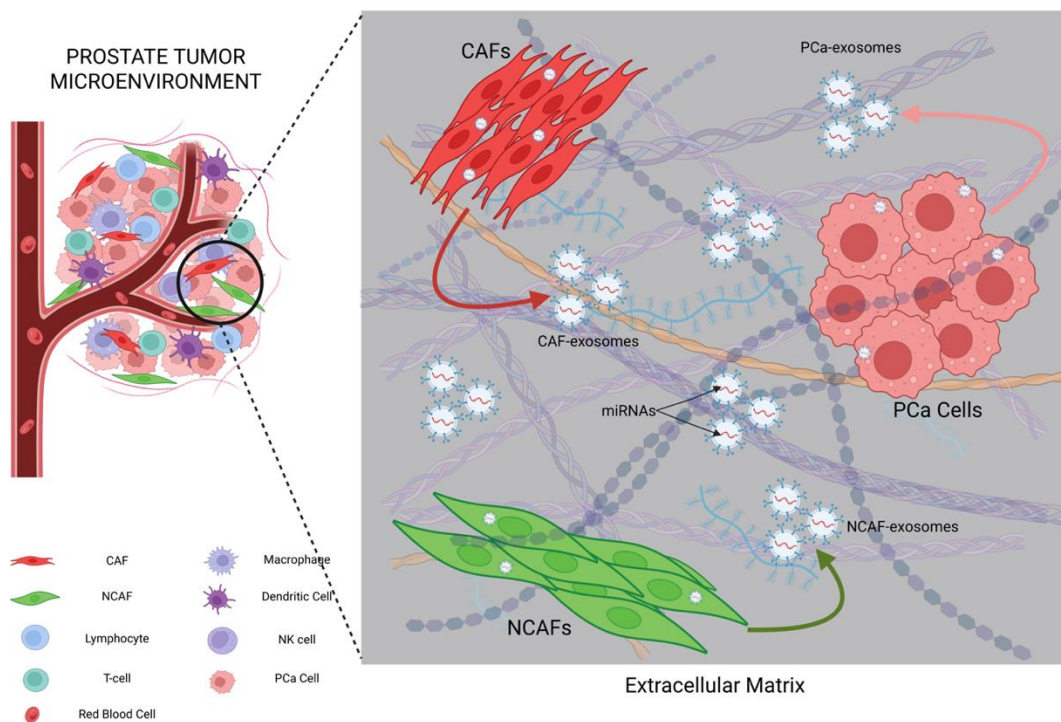 PROSTATE TUMOR
MICROENVIRONMENT
CAFs
PCa-exosomes
CAF-exosomes
PCa Cells
miRNAs
NCAF-exosomes
NCAFs
Extracellular Matrix
CAF
Macrophage
NCAF
Dendritic Cell
Lymphocyte
NK cell
T-cell
PCa Cell
Red Blood Cell